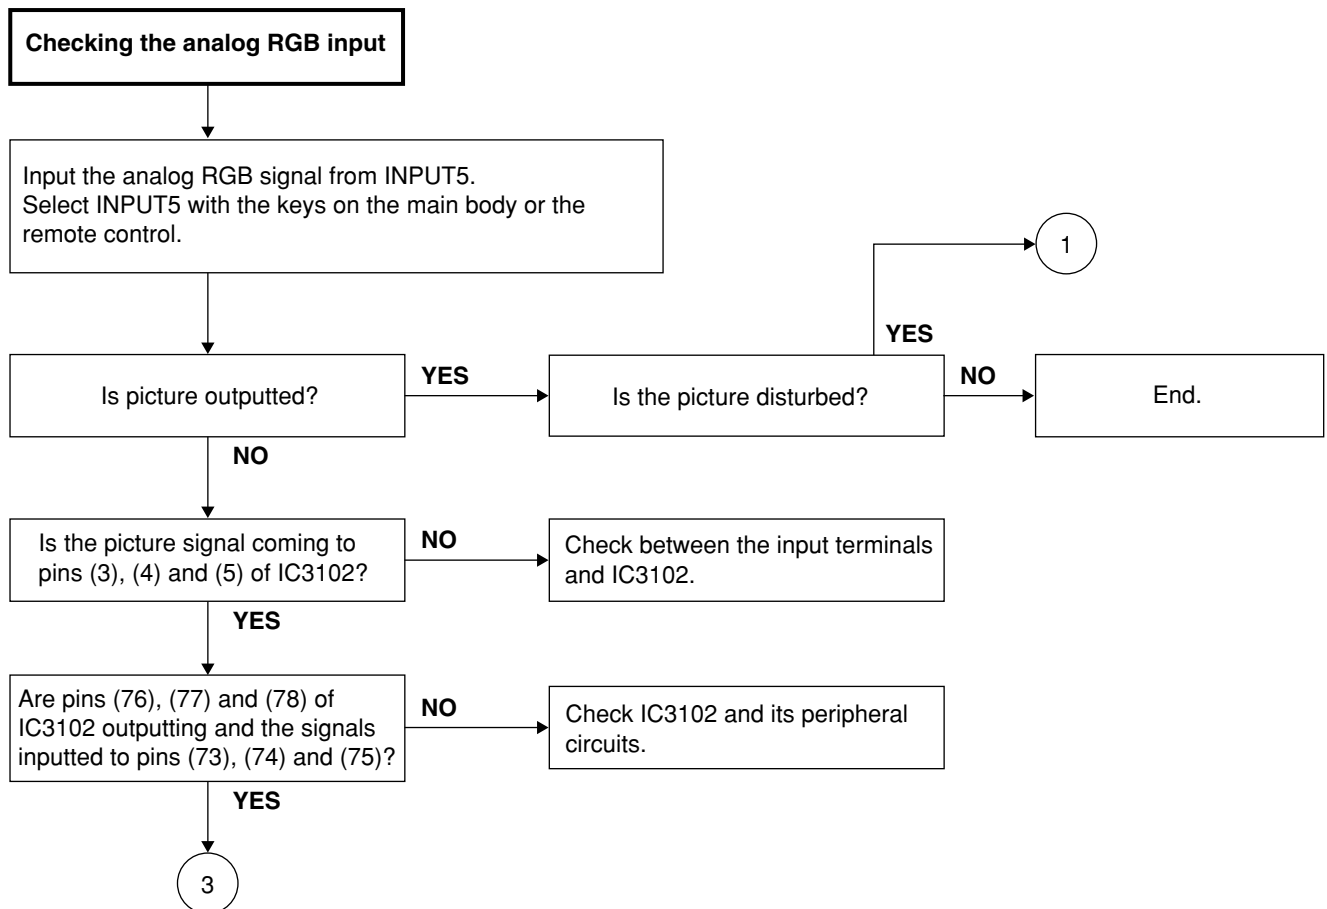 Checking the analog RGB input
Input the analog RGB signal from INPUT5.
Select INPUT5 with the keys on the main body or the
remote control.
1
YES
Is picture outputted?
YES
Is the picture disturbed?
NO
End.
NO
Is the picture signal coming to
pins (3), (4) and (5) of IC3102?
NO
Check between the input terminals
and IC3102.
YES
Are pins (76), (77) and (78) of
IC3102 outputting and the signals
inputted to pins (73), (74) and (75)?
NO
Check IC3102 and its peripheral
circuits.
YES
3